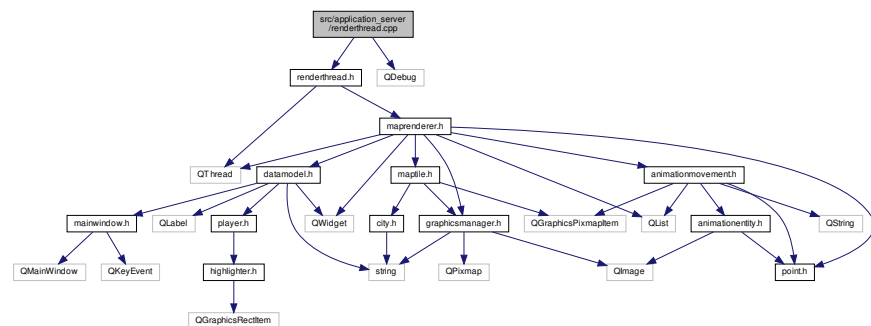 src/application_server
/renderthread.cpp
renderthread.h
QDebug
maprenderer.h
QThread
datamodel.h
maptile.h
animationmovement.h
mainwindow.h
QLabel
player.h
QWidget
city.h
graphicsmanager.h
QGraphicsPixmapItem
QList
animationentity.h
QString
QMainWindow
QKeyEvent
highlighter.h
string
QPixmap
QImage
point.h
QGraphicsRectItem